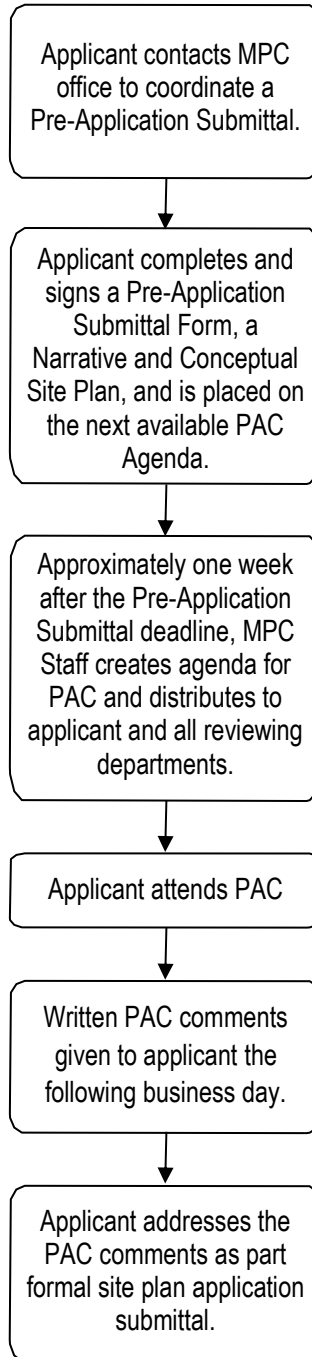 Applicant contacts MPC
office to coordinate a
Pre-Application Submittal.
Applicant completes and
signs a Pre-Application
Submittal Form, a
Narrative and Conceptual
Site Plan, and is placed on
the next available PAC
Agenda.
Approximately one week
after the Pre-Application
Submittal deadline, MPC
Staff creates agenda for
PAC and distributes to
applicant and all reviewing
departments.
Applicant attends PAC
Written PAC comments
given to applicant the
following business day.
Applicant addresses the
PAC comments as part
formal site plan application
submittal.